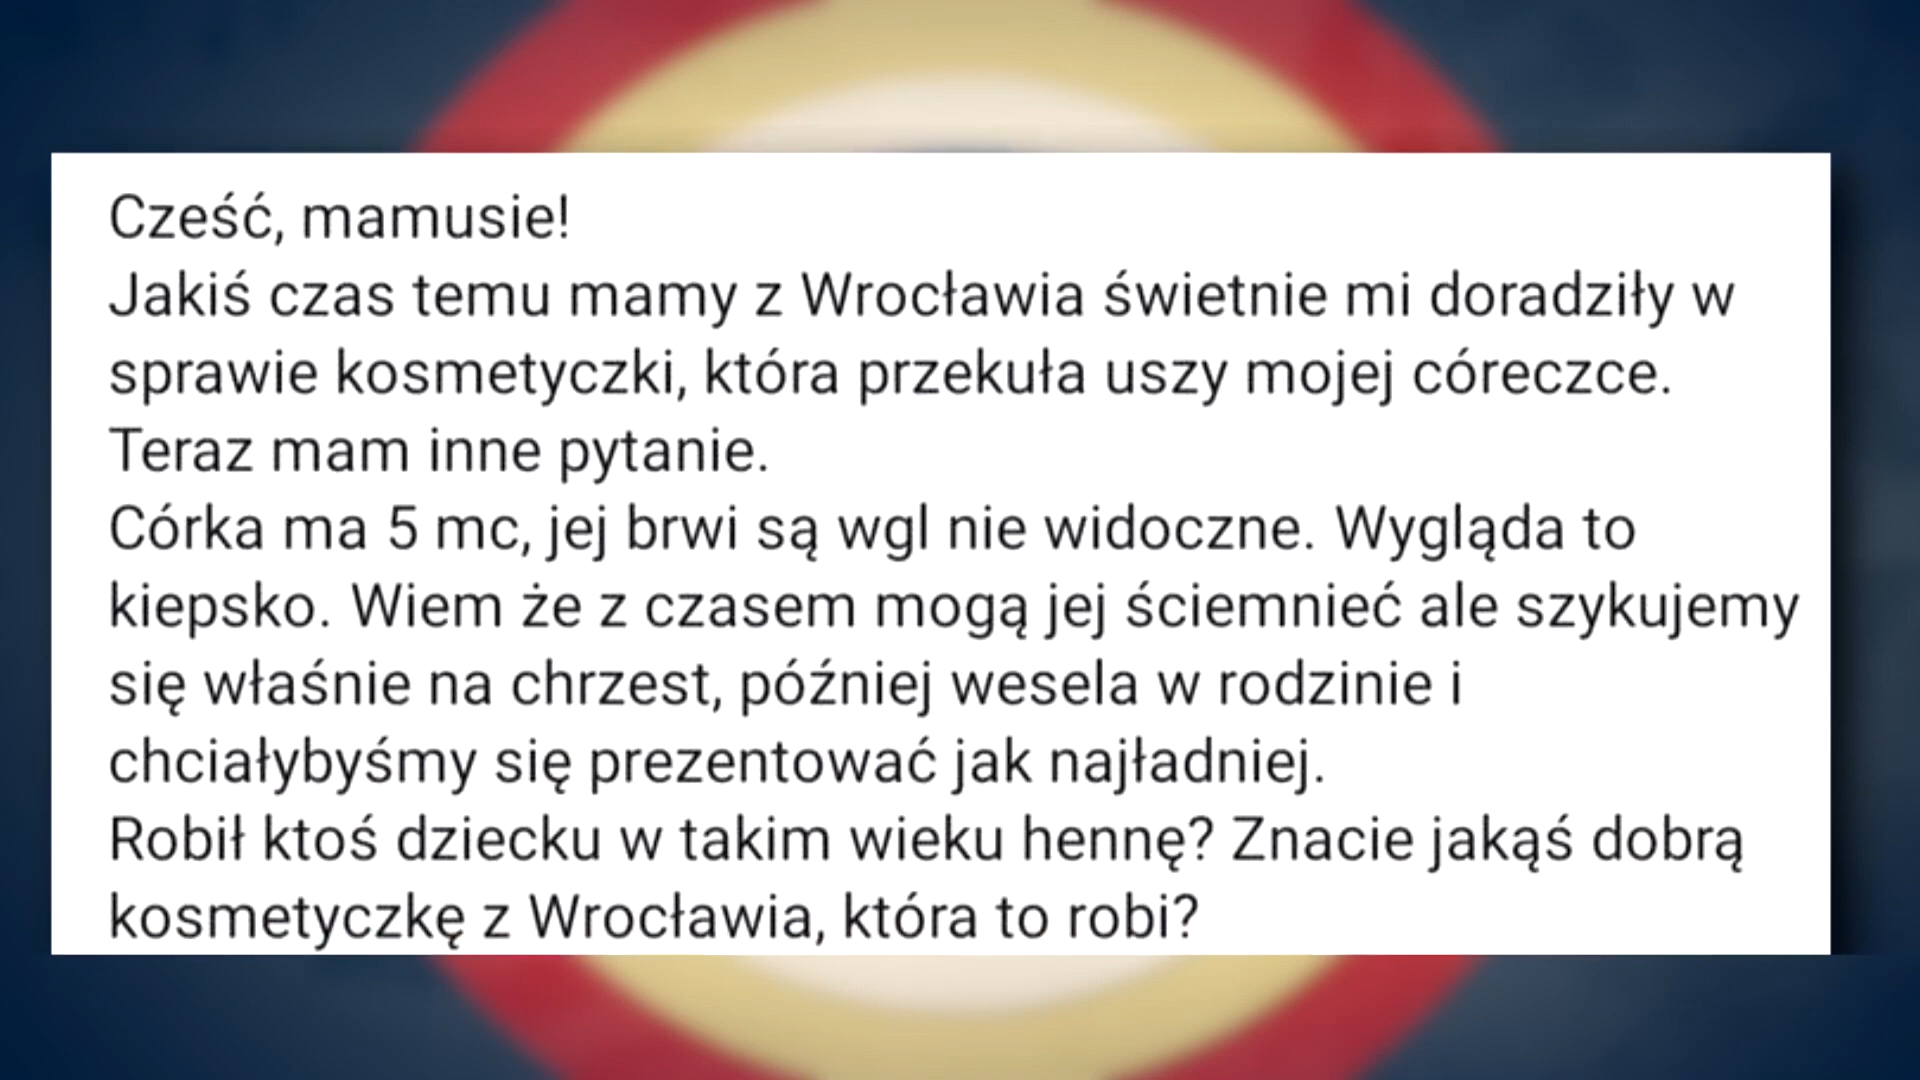 Cześć, mamusie!
Jakiś czas temu mamy z Wrocławia świetnie mi doradziły w
sprawie kosmetyczki, która przekuła uszy mojej córeczce.
Teraz mam inne pytanie.
Córka ma 5 mc, jej brwi są wgl nie widoczne. Wygląda to
kiepsko. Wiem że z czasem mogą jej ściemnieć ale szykujemy
się właśnie na chrzest, później wesela w rodzinie i
chciałybyśmy się prezentować jak najładniej.
Robił ktoś dziecku w takim wieku hennę? Znacie jakąś dobrą
kosmetyczkę z Wrocławia, która to robi?